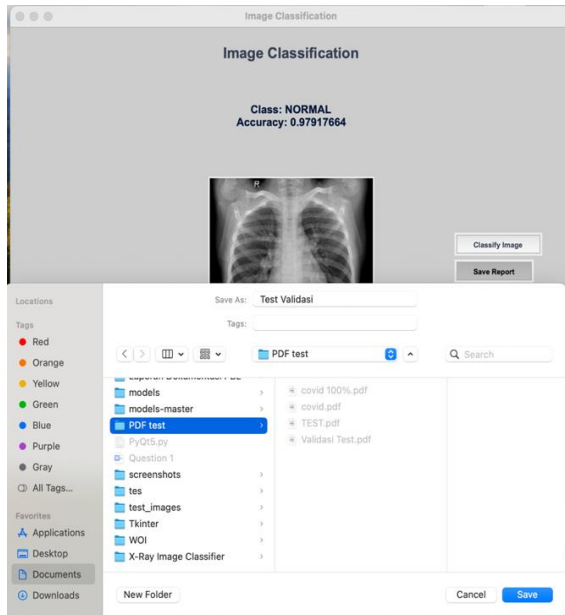 Image Classification
Image Classification
Class: NORMAL
Accuracy: 0.97917664
R
Classify Image
Save Report
Locations
Tags
Red
Orange
Yellow
Green
Blue
Purple
Gray
All Tags...
Favorites
Applications
Desktop
Documents
Downloads
Save As: Test Validasi
Tags:
PDF test
Search
models
models-master
PDF test
PyQt5.py
Question 1
screenshots
tes
test_images
Tkinter
WOI
X-Ray Image Classifier
covid 100%.pdf
covid.pdf
TEST.pdf
Validasi Test.pdf
New Folder
Cancel
Save